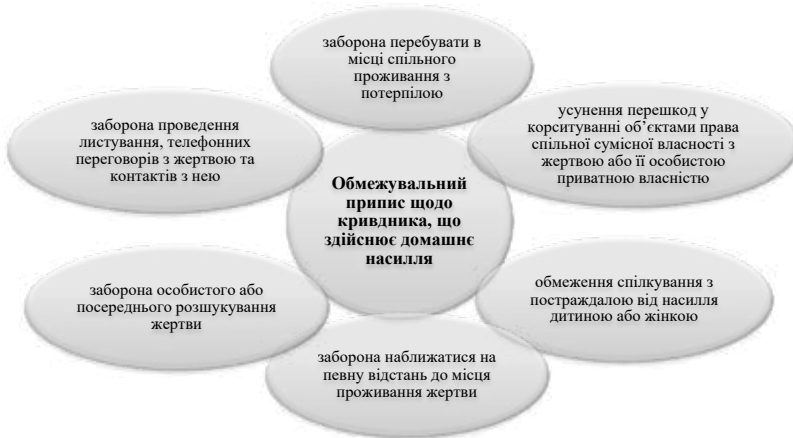 заборона перебувати в
місці спільного
проживання з
потерпілою
усунення перешкод у
корситуванні об’єктами права
спільної сумісної власності з
жертвою або її особистою
приватною власністю
обмеження спілкування з
постраждалою від насилля
дитиною або жінкою
заборона наближатися на
певну відстань до місця
проживання жертви
заборона особистого або
посереднього розшукування
жертви
заборона проведення
листування, телефонних
переговорів з жертвою та
контактів з нею
Обмежувальний
припис щодо
кривдника, що
здійснює домашнє
насилля